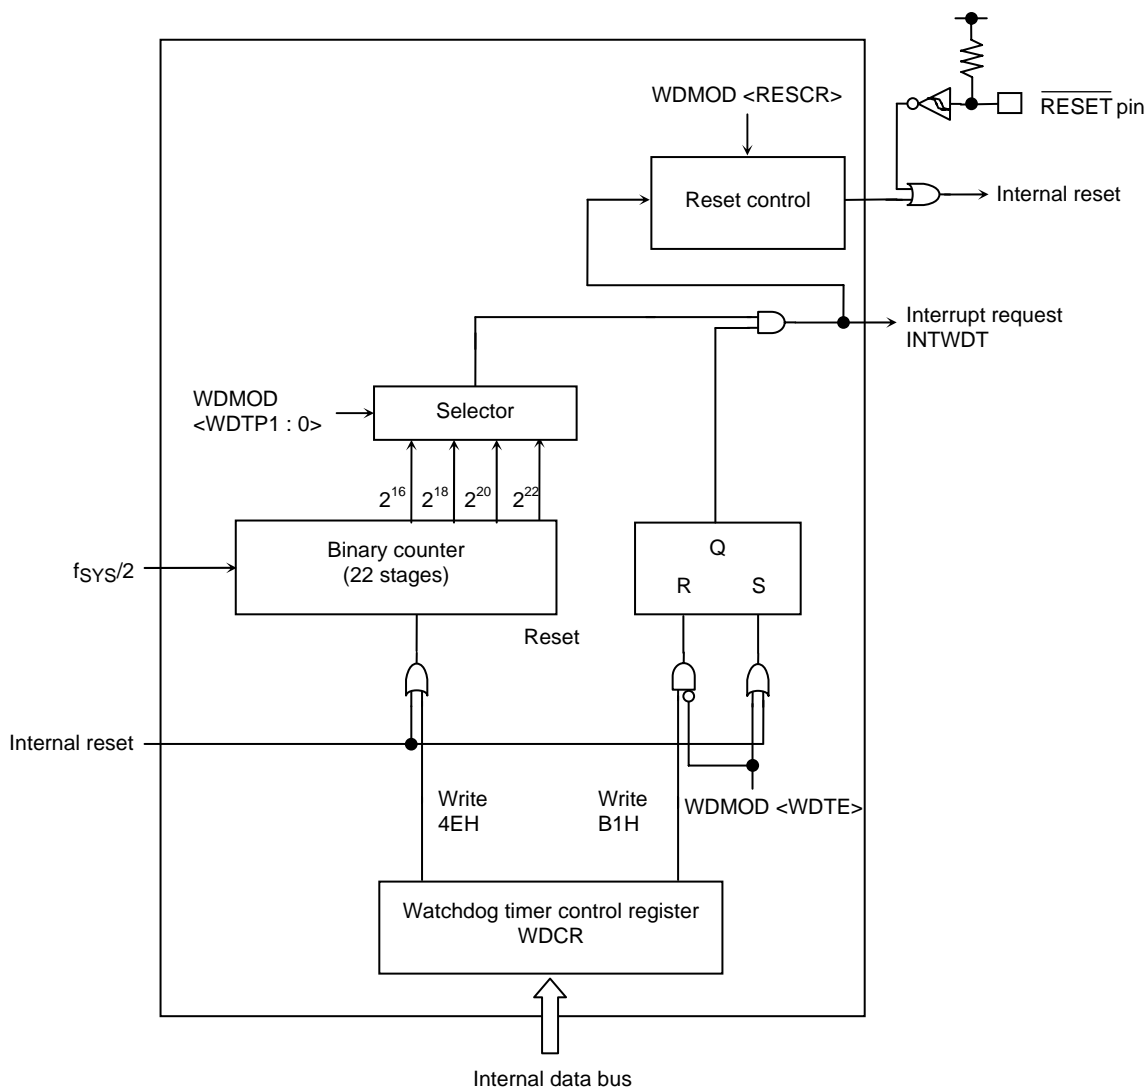 WDMOD <RESCR>
RESET pin
Reset control
Internal reset
Interrupt request
INTWDT
WDMOD
<WDTP1 : 0>
Selector
2^16 2^18 2^20 2^22
Binary counter
(22 stages)
Q
R S
fSYS/2
Reset
Internal reset
Write
4EH
Write
B1H
WDMOD <WDTE>
Watchdog timer control register
WDCR
Internal data bus